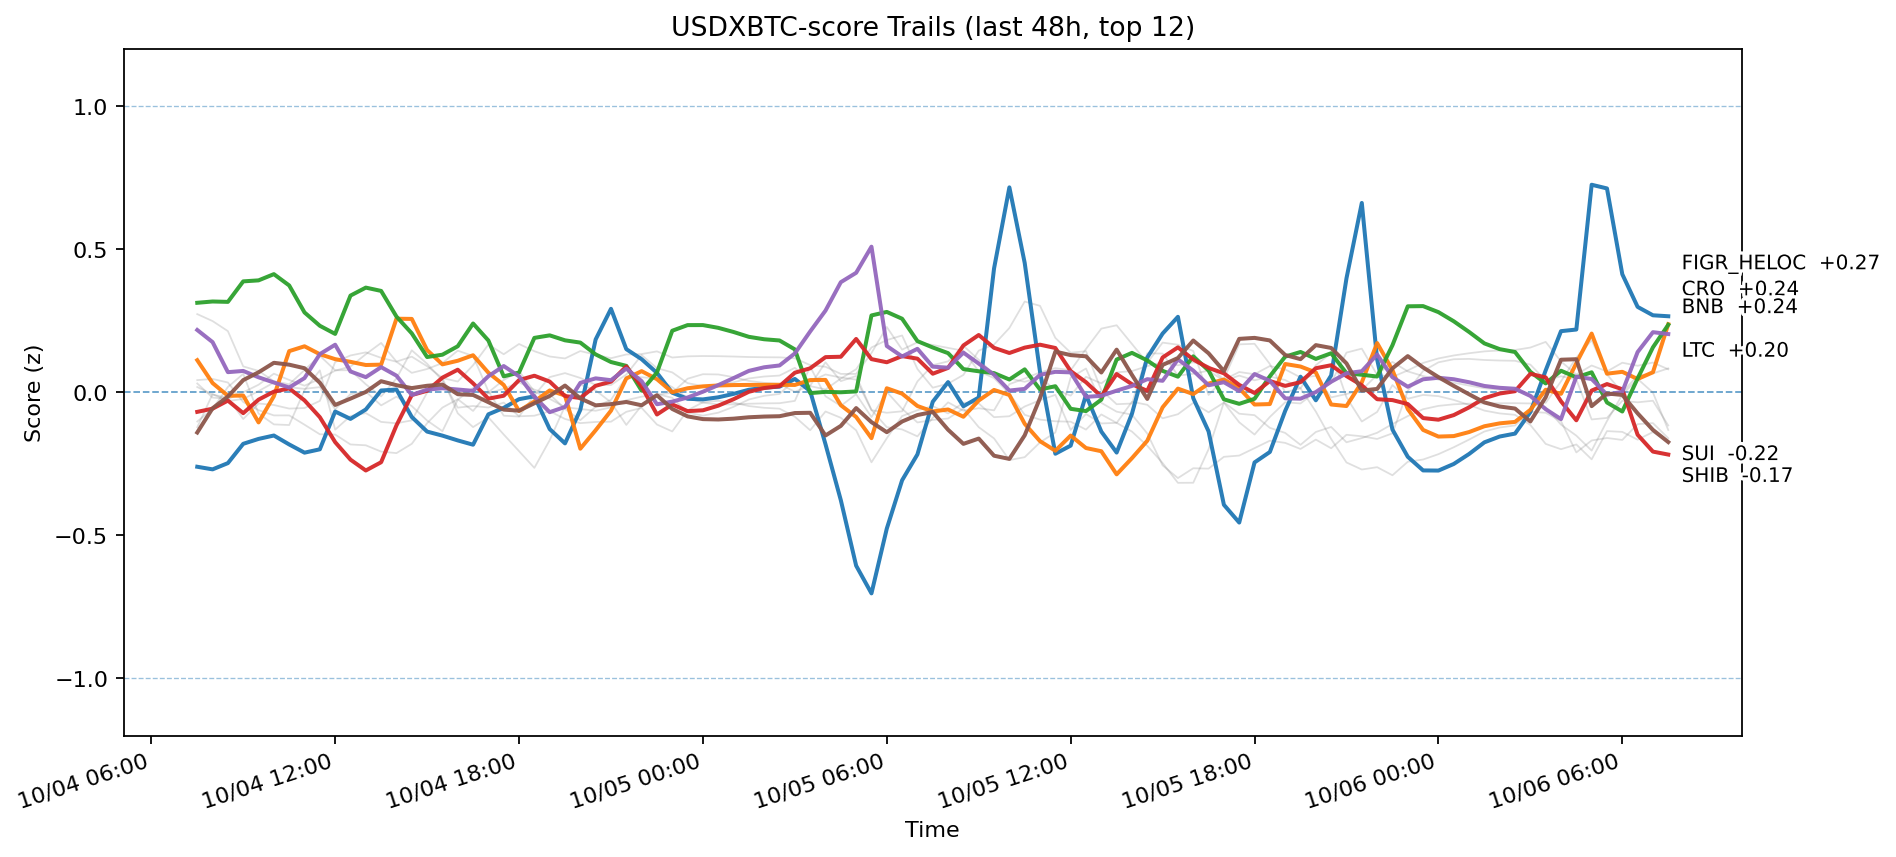 USDXBTC-score Trails (last 48h, top 12)
Score (z)
1.0
0.5
0.0
−0.5
−1.0
FIGR_HELOC +0.27
CRO +0.24
BNB +0.24
LTC +0.20
SUI -0.22
SHIB -0.17
10/04 06:00
10/04 12:00
10/04 18:00
10/05 00:00
10/05 06:00
10/05 12:00
10/05 18:00
10/06 00:00
10/06 06:00
Time